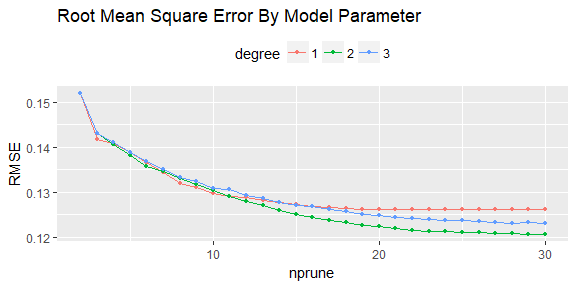 Root Mean Square Error By Model Parameter
degree 1 2 3
0.15
0.14
0.13
0.12
RMSE
10 20 30
nprune